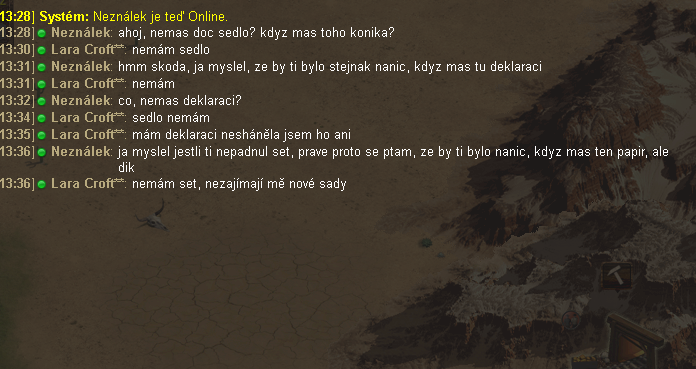 13:28] Systém: Neználek je teď Online.
13:28] Neználek: ahoj, nemas doc sedlo? kdyz mas toho konika?
13:30] Lara Croft**: nemám sedlo
13:31] Neználek: hmm skoda, ja myslel, ze by ti bylo stejnak nanic, kdyz mas tu deklaraci
13:31] Lara Croft**: nemám
13:32] Neználek: co, nemas deklaraci?
13:34] Lara Croft**: sedlo nemám
13:35] Lara Croft**: mám deklaraci nesháněla jsem ho ani
13:36] Neználek: ja myslel jestli ti nepadnul set, prave proto se ptam, ze by ti bylo nanic, kdyz mas ten papir, ale
dik
13:36] Lara Croft**: nemám set, nezajímají mě nové sady